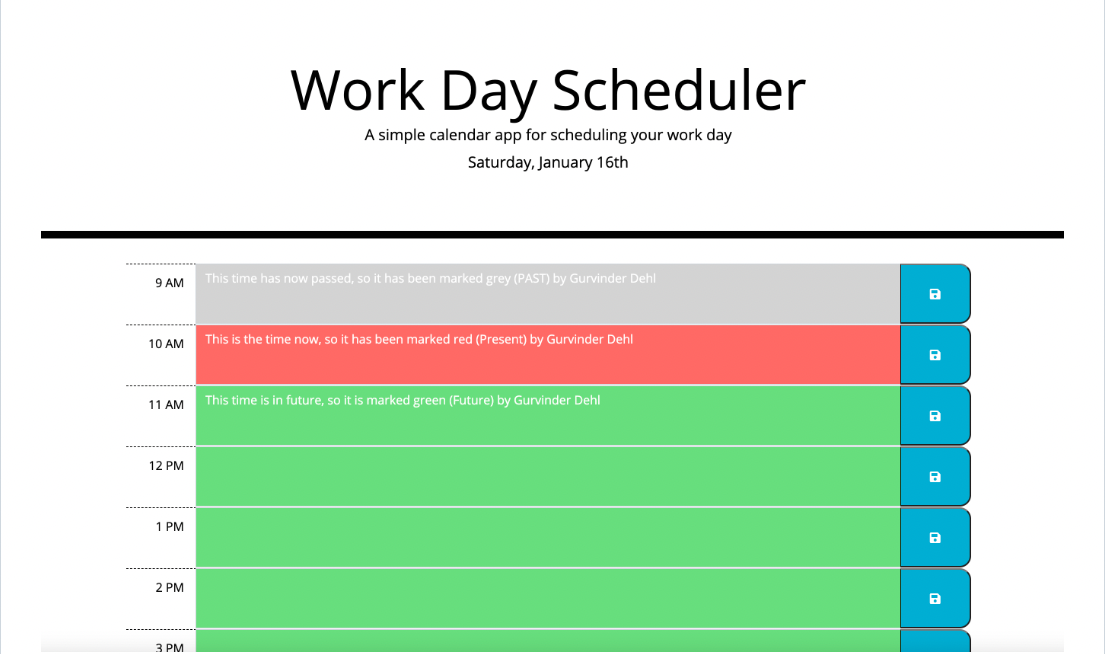 Work Day Scheduler
A simple calendar app for scheduling your work day
Saturday, January 16th
9 AM
This time has now passed, so it has been marked grey (PAST) by Gurvinder Dehl
10 AM
This is the time now, so it has been marked red (Present) by Gurvinder Dehl
11 AM
This time is in future, so it is marked green (Future) by Gurvinder Dehl
12 PM
1 PM
2 PM
3 PM